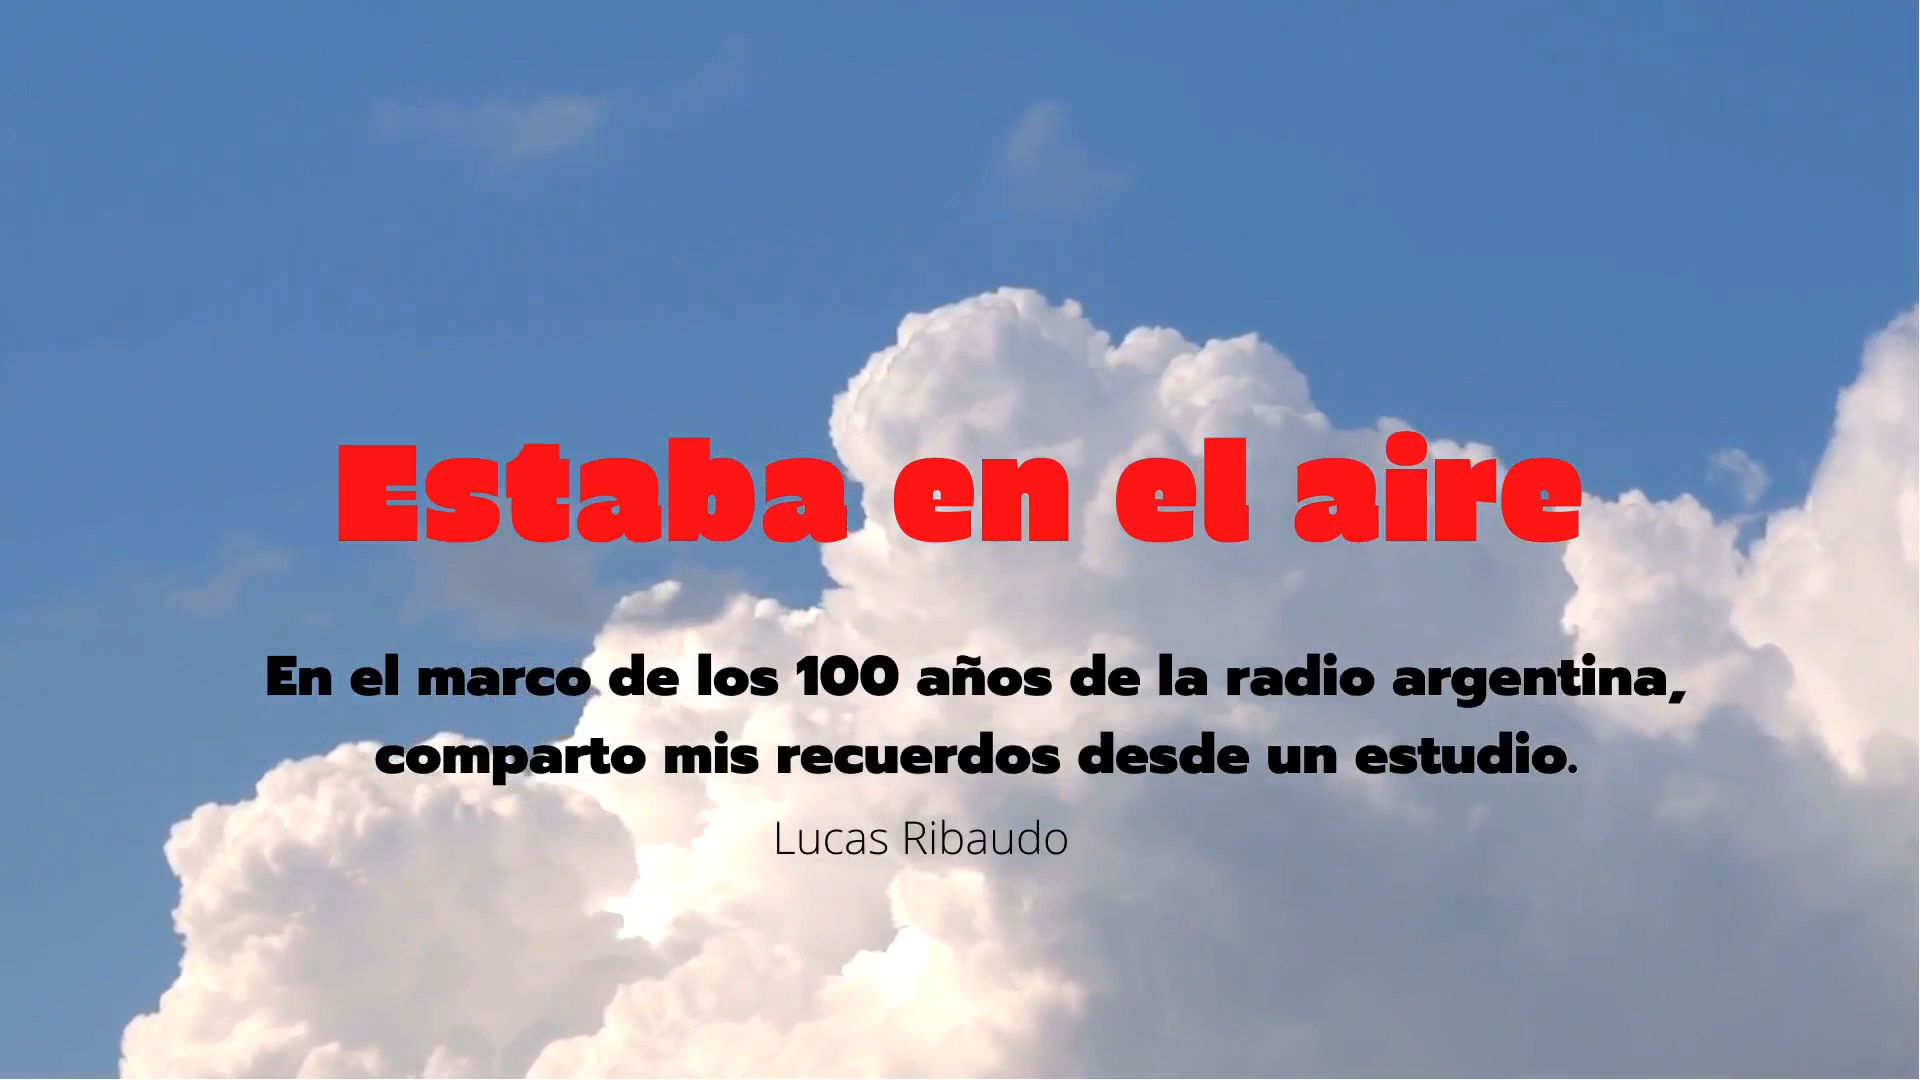 Estaba en el aire
En el marco de los 100 años de la radio argentina,
comparto mis recuerdos desde un estudio.
Lucas Ribaudo